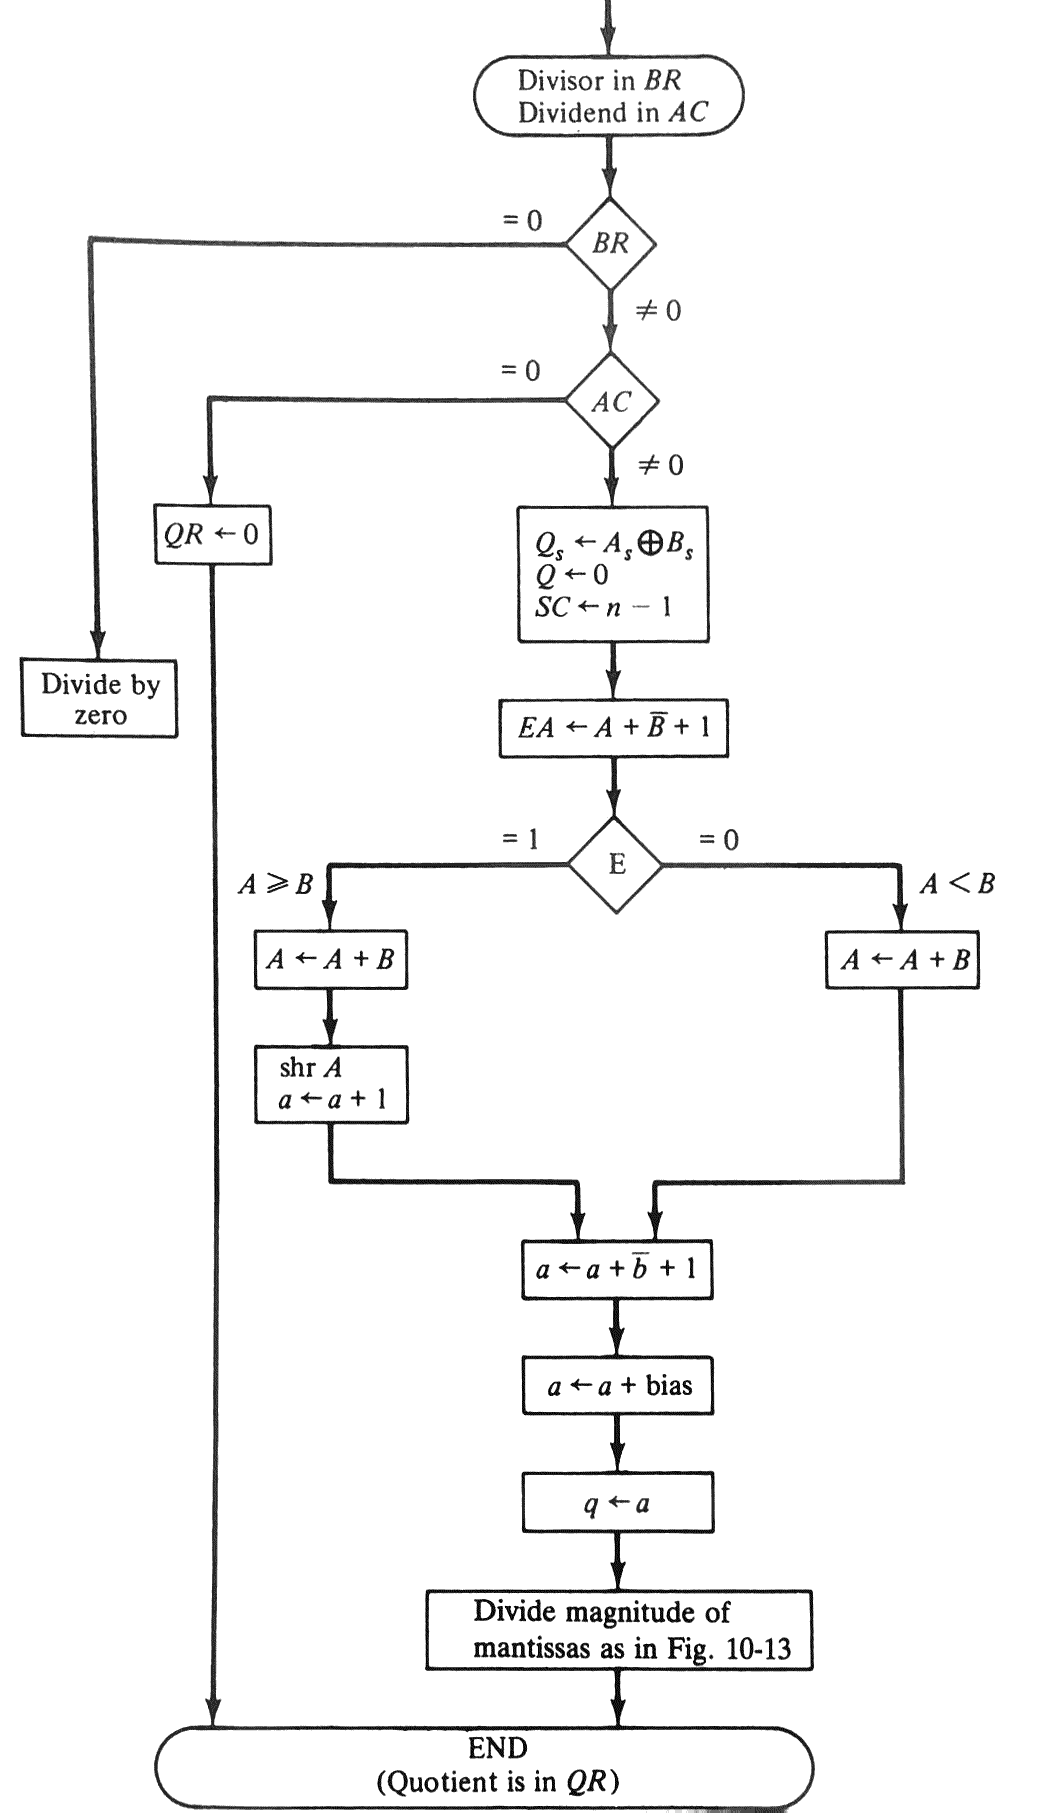 Divisor in BR
Dividend in AC
= 0
BR
≠ 0
= 0
AC
≠ 0
QR ← 0
Qₛ ← Aₛ ⊕ Bₛ
Q ← 0
SC ← n − 1
Divide by
zero
EA ← A + B̅ + 1
= 1
= 0
E
A ⩾ B
A < B
A ← A + B
A ← A + B
shr A
a ← a + 1
a ← a + b̅ + 1
a ← a + bias
q ← a
Divide magnitude of
mantissas as in Fig. 10-13
END
(Quotient is in QR)